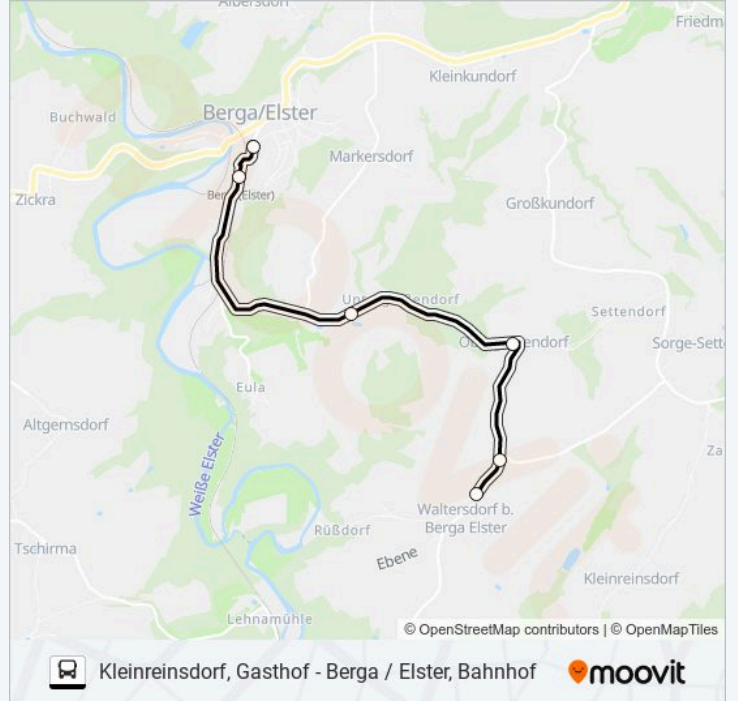 Albersdorf
Friedm
Kleinkundorf
Berga/Elster
Buchwald
Markersdorf
Zickra
Großkundorf
Settendorf
Sorge-Sett
Eula
Altgernsdorf
Za
Weiße Elster
Waltersdorf b.
Berga Elster
Rüßdorf
Ebene
Tschirma
Kleinreinsdorf
Lehnamühle
© OpenStreetMap contributors | © OpenMapTiles
Kleinreinsdorf, Gasthof - Berga / Elster, Bahnhof
moovit